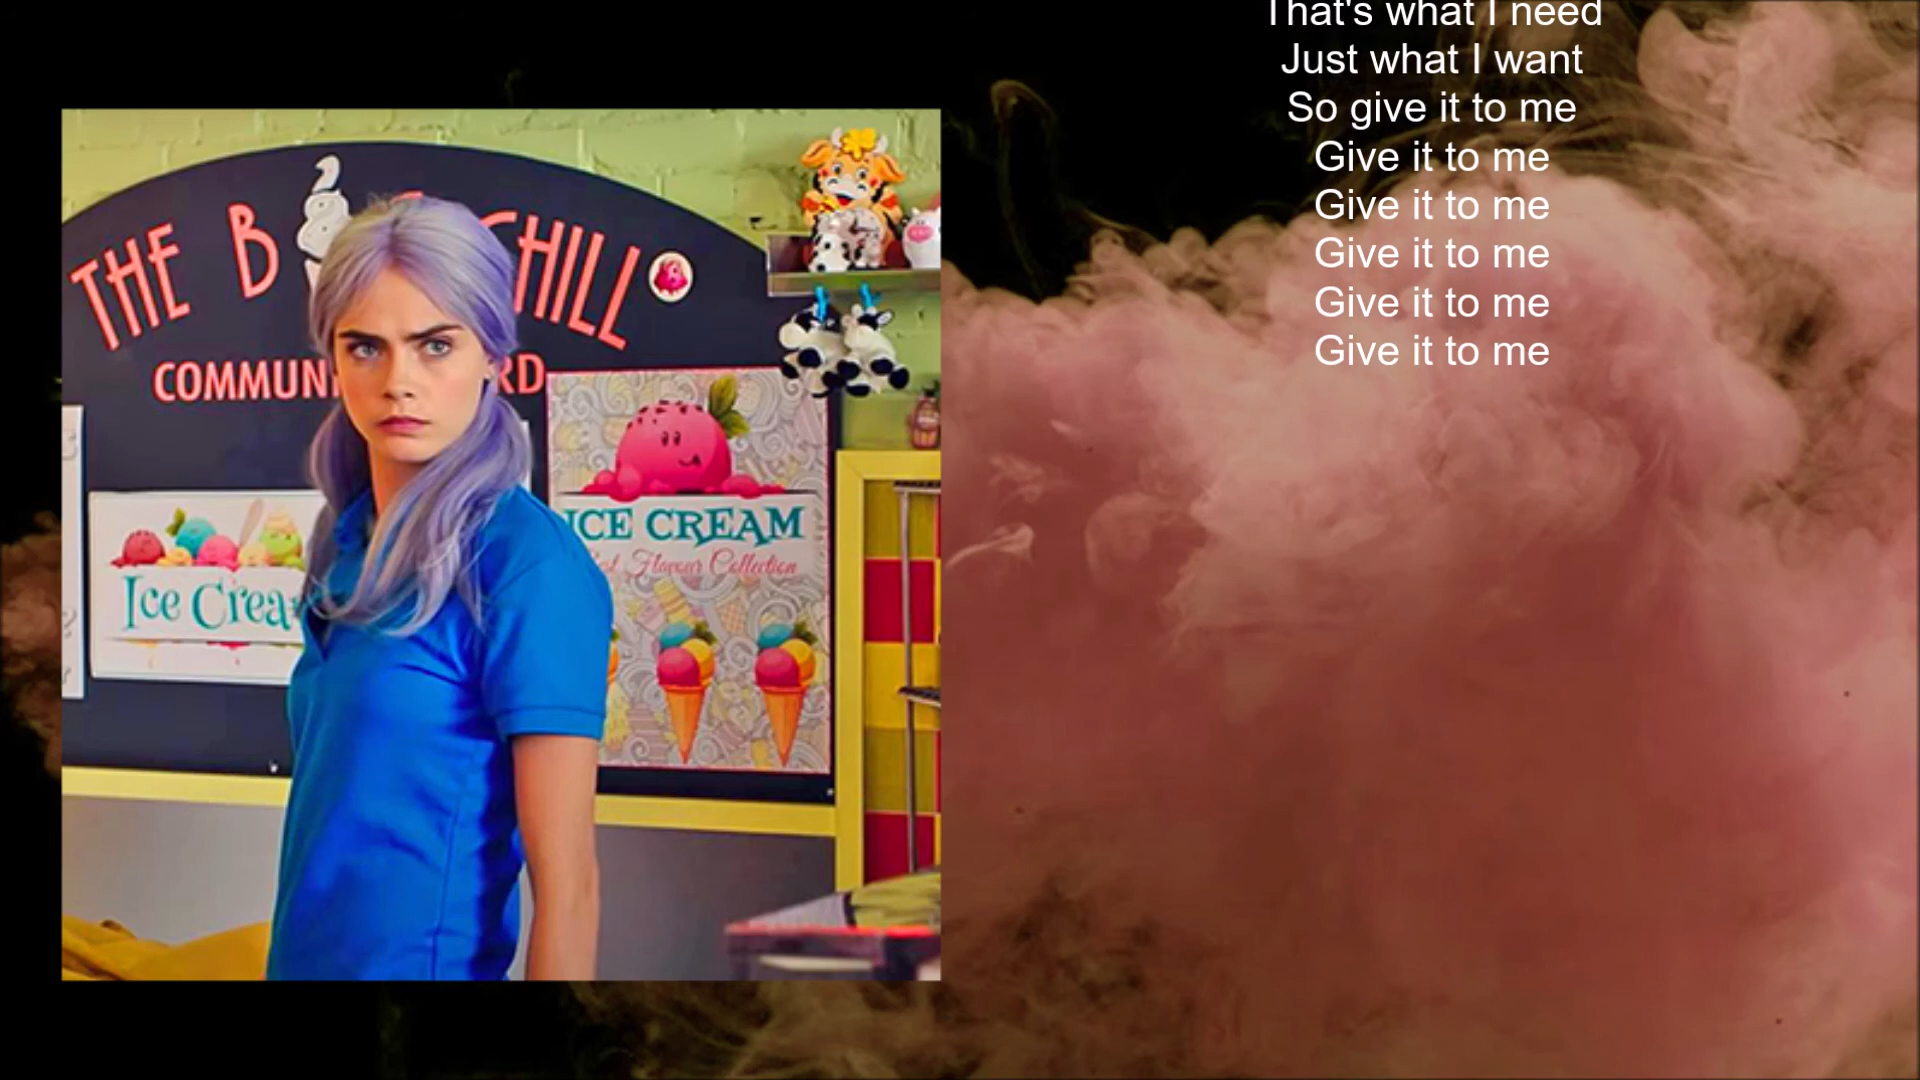 That's what I need
Just what I want
So give it to me
Give it to me
Give it to me
Give it to me
Give it to me
Give it to me
THE B CHILL
COMMUN RD
Ice Crea
ICE CREAM
Flavour Collection